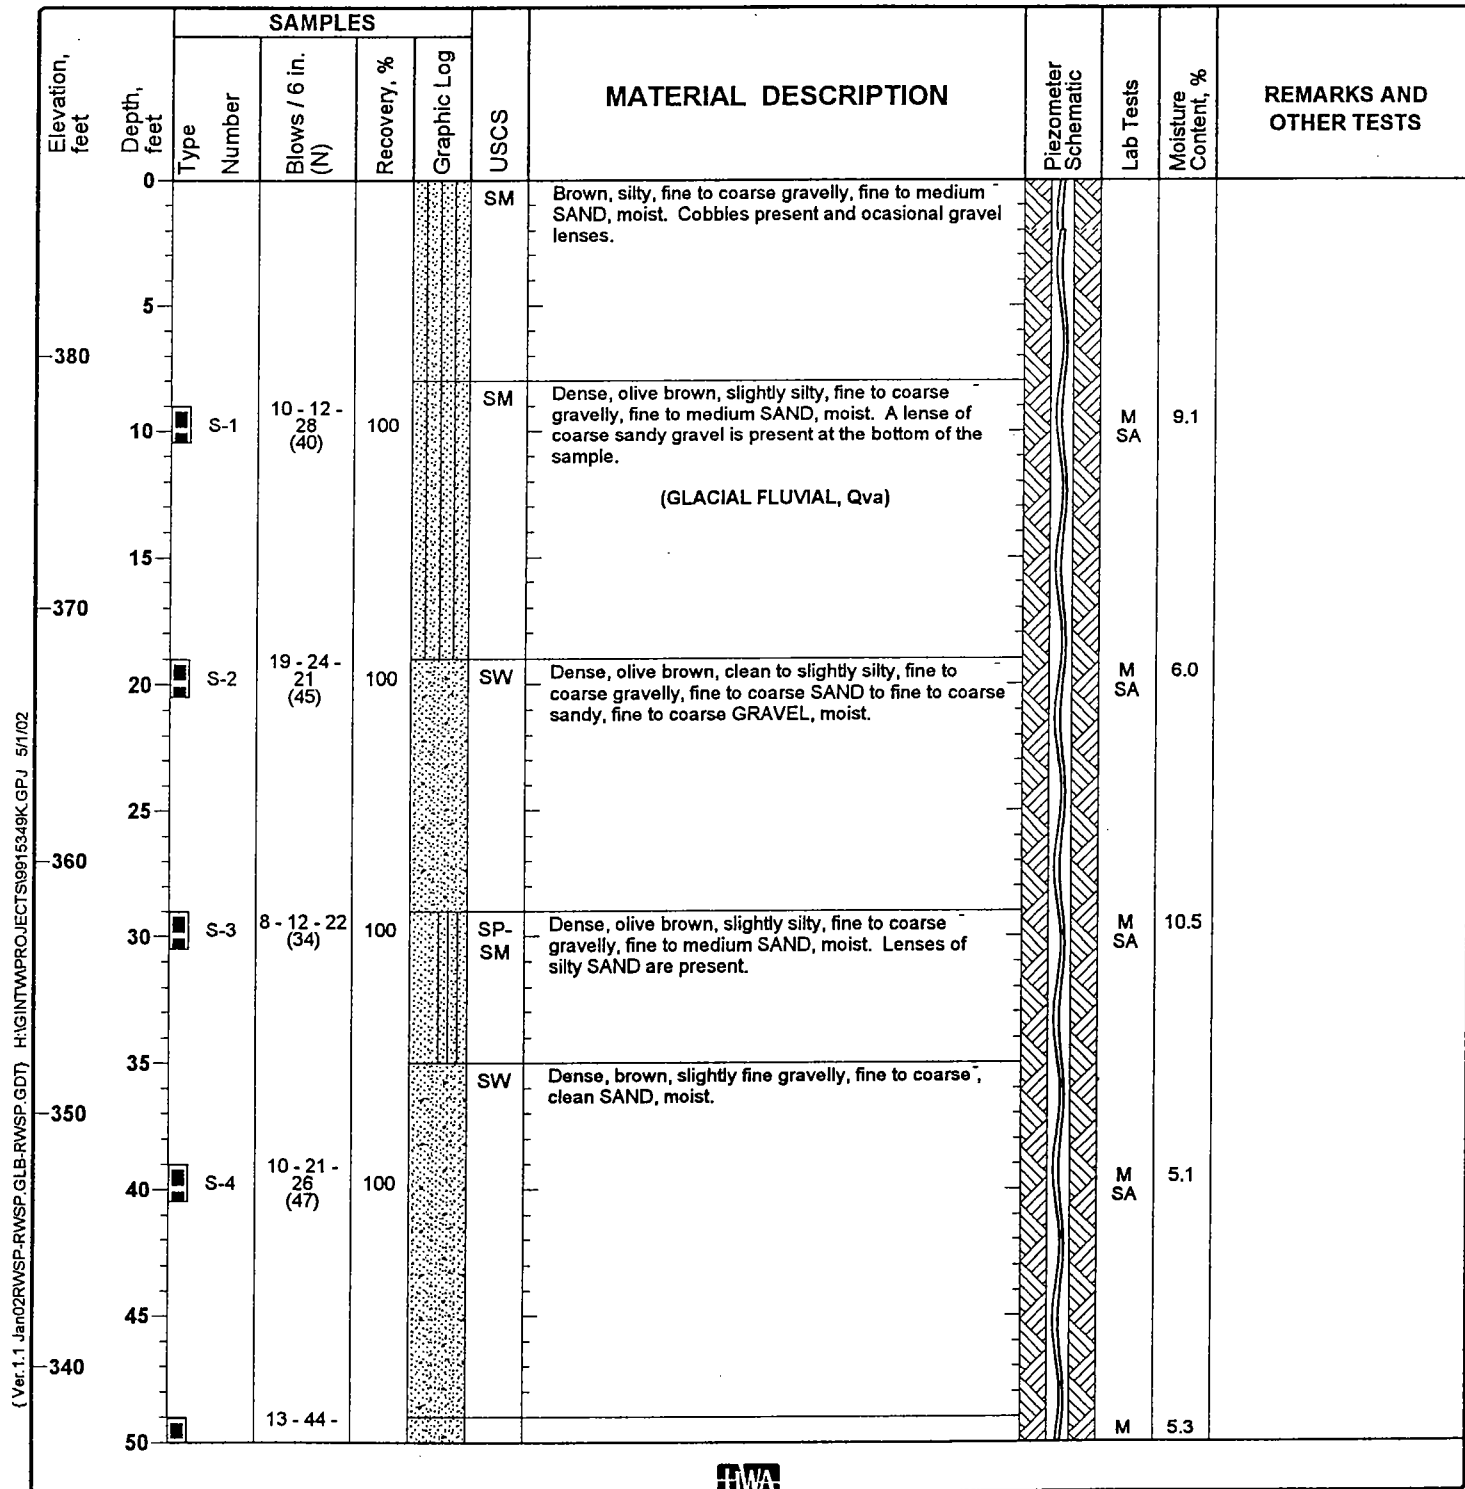 SAMPLES
Elevation,
feet
Depth,
feet
Type
Number
Blows / 6 in.
(N)
Recovery, %
Graphic Log
USCS
MATERIAL DESCRIPTION
Piezometer
Schematic
Lab Tests
Moisture
Content, %
REMARKS AND
OTHER TESTS
0
SM
Brown, silty, fine to coarse gravelly, fine to medium
SAND, moist. Cobbles present and ocasional gravel
lenses.
5
380
SM
Dense, olive brown, slightly silty, fine to coarse
gravelly, fine to medium SAND, moist. A lense of
coarse sandy gravel is present at the bottom of the
sample.
10
S-1
10 - 12 -
28
(40)
100
M
SA
9.1
(GLACIAL FLUVIAL, Qva)
15
370
20
S-2
19 - 24 -
21
(45)
100
SW
Dense, olive brown, clean to slightly silty, fine to
coarse gravelly, fine to coarse SAND to fine to coarse
sandy, fine to coarse GRAVEL, moist.
M
SA
6.0
25
360
30
S-3
8 - 12 - 22
(34)
100
SP-
SM
Dense, olive brown, slightly silty, fine to coarse
gravelly, fine to medium SAND, moist. Lenses of
silty SAND are present.
M
SA
10.5
35
SW
Dense, brown, slightly fine gravelly, fine to coarse,
clean SAND, moist.
350
40
S-4
10 - 21 -
26
(47)
100
M
SA
5.1
45
340
50
13 - 44 -
M
5.3
{ Ver.1.1 Jan02RWSP-RWSP.GLB-RWSP.GDT} H:\GINTW\PROJECTS\9915349K.GPJ 5/1/02
HWA